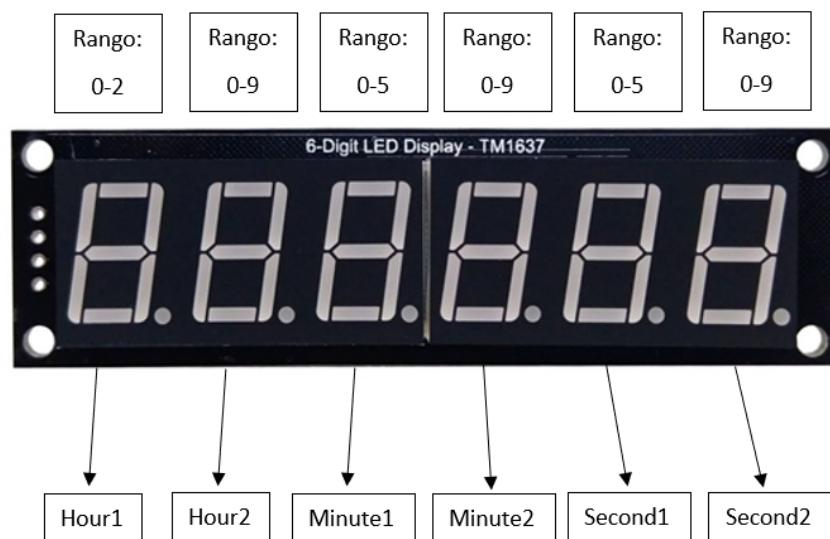 Rango:
0-2
Rango:
0-9
Rango:
0-5
Rango:
0-9
Rango:
0-5
Rango:
0-9
6-Digit LED Display - TM1637
Hour1
Hour2
Minute1
Minute2
Second1
Second2